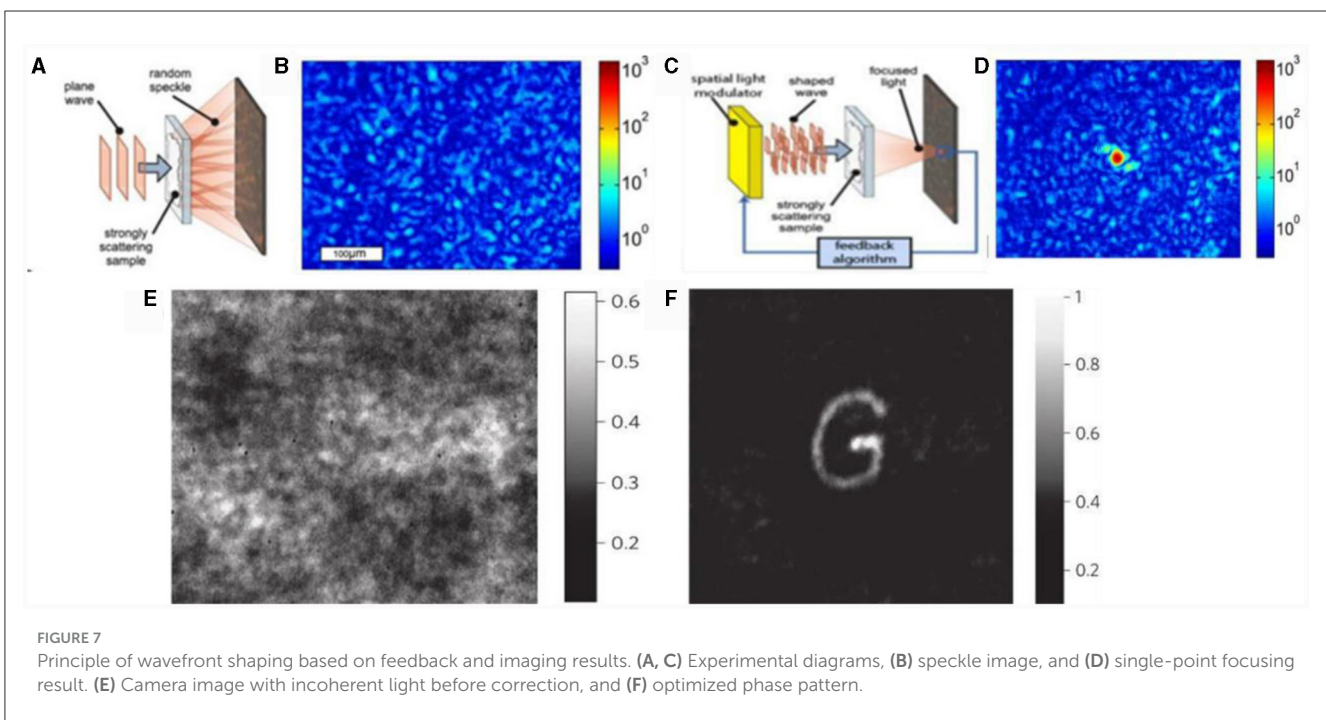 A
plane
wave
random
speckle
strongly
scattering
sample
B
100µm
10³
10²
10¹
10⁰
C
spatial light
modulator
shaped
wave
focused
light
strongly
scattering
sample
feedback
algorithm
D
10³
10²
10¹
10⁰
E
0.6
0.5
0.4
0.3
0.2
F
G
1
0.8
0.6
0.4
0.2
FIGURE 7
Principle of wavefront shaping based on feedback and imaging results. (A, C) Experimental diagrams, (B) speckle image, and (D) single-point focusing
result. (E) Camera image with incoherent light before correction, and (F) optimized phase pattern.